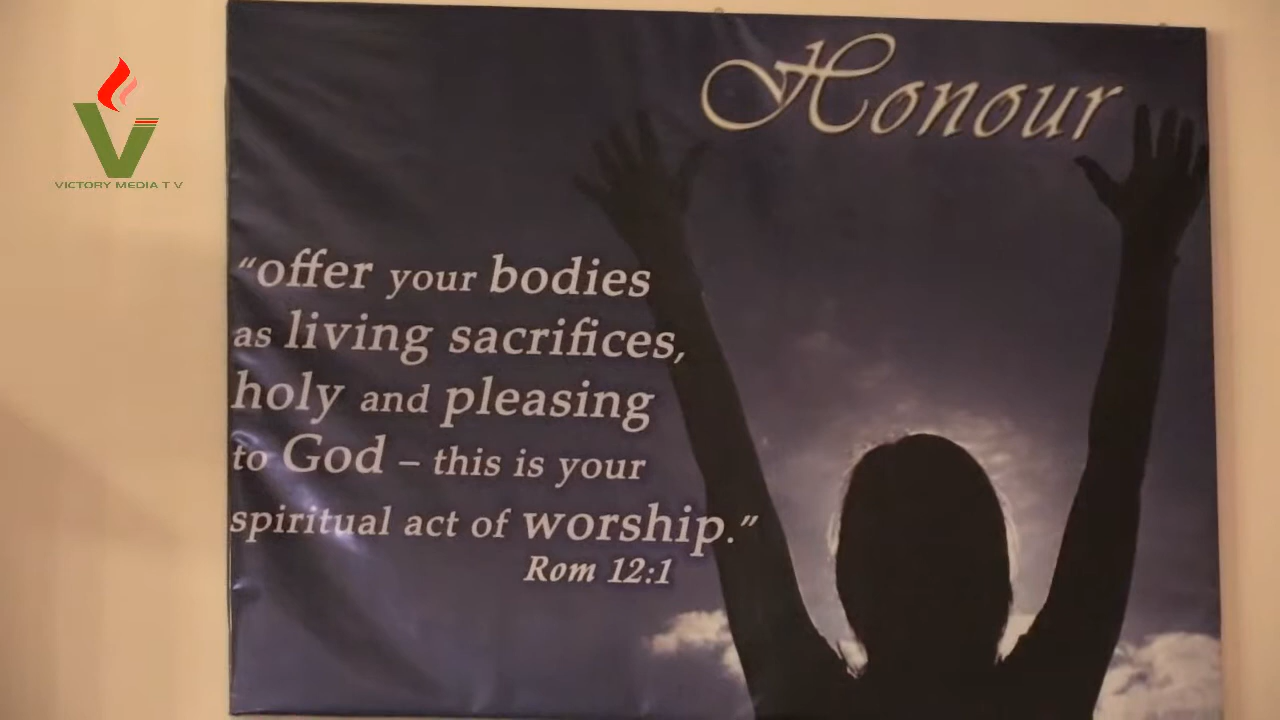 VICTORY MEDIA T V
Honour
“offer your bodies
as living sacrifices,
holy and pleasing
to God – this is your
spiritual act of worship.”
Rom 12:1